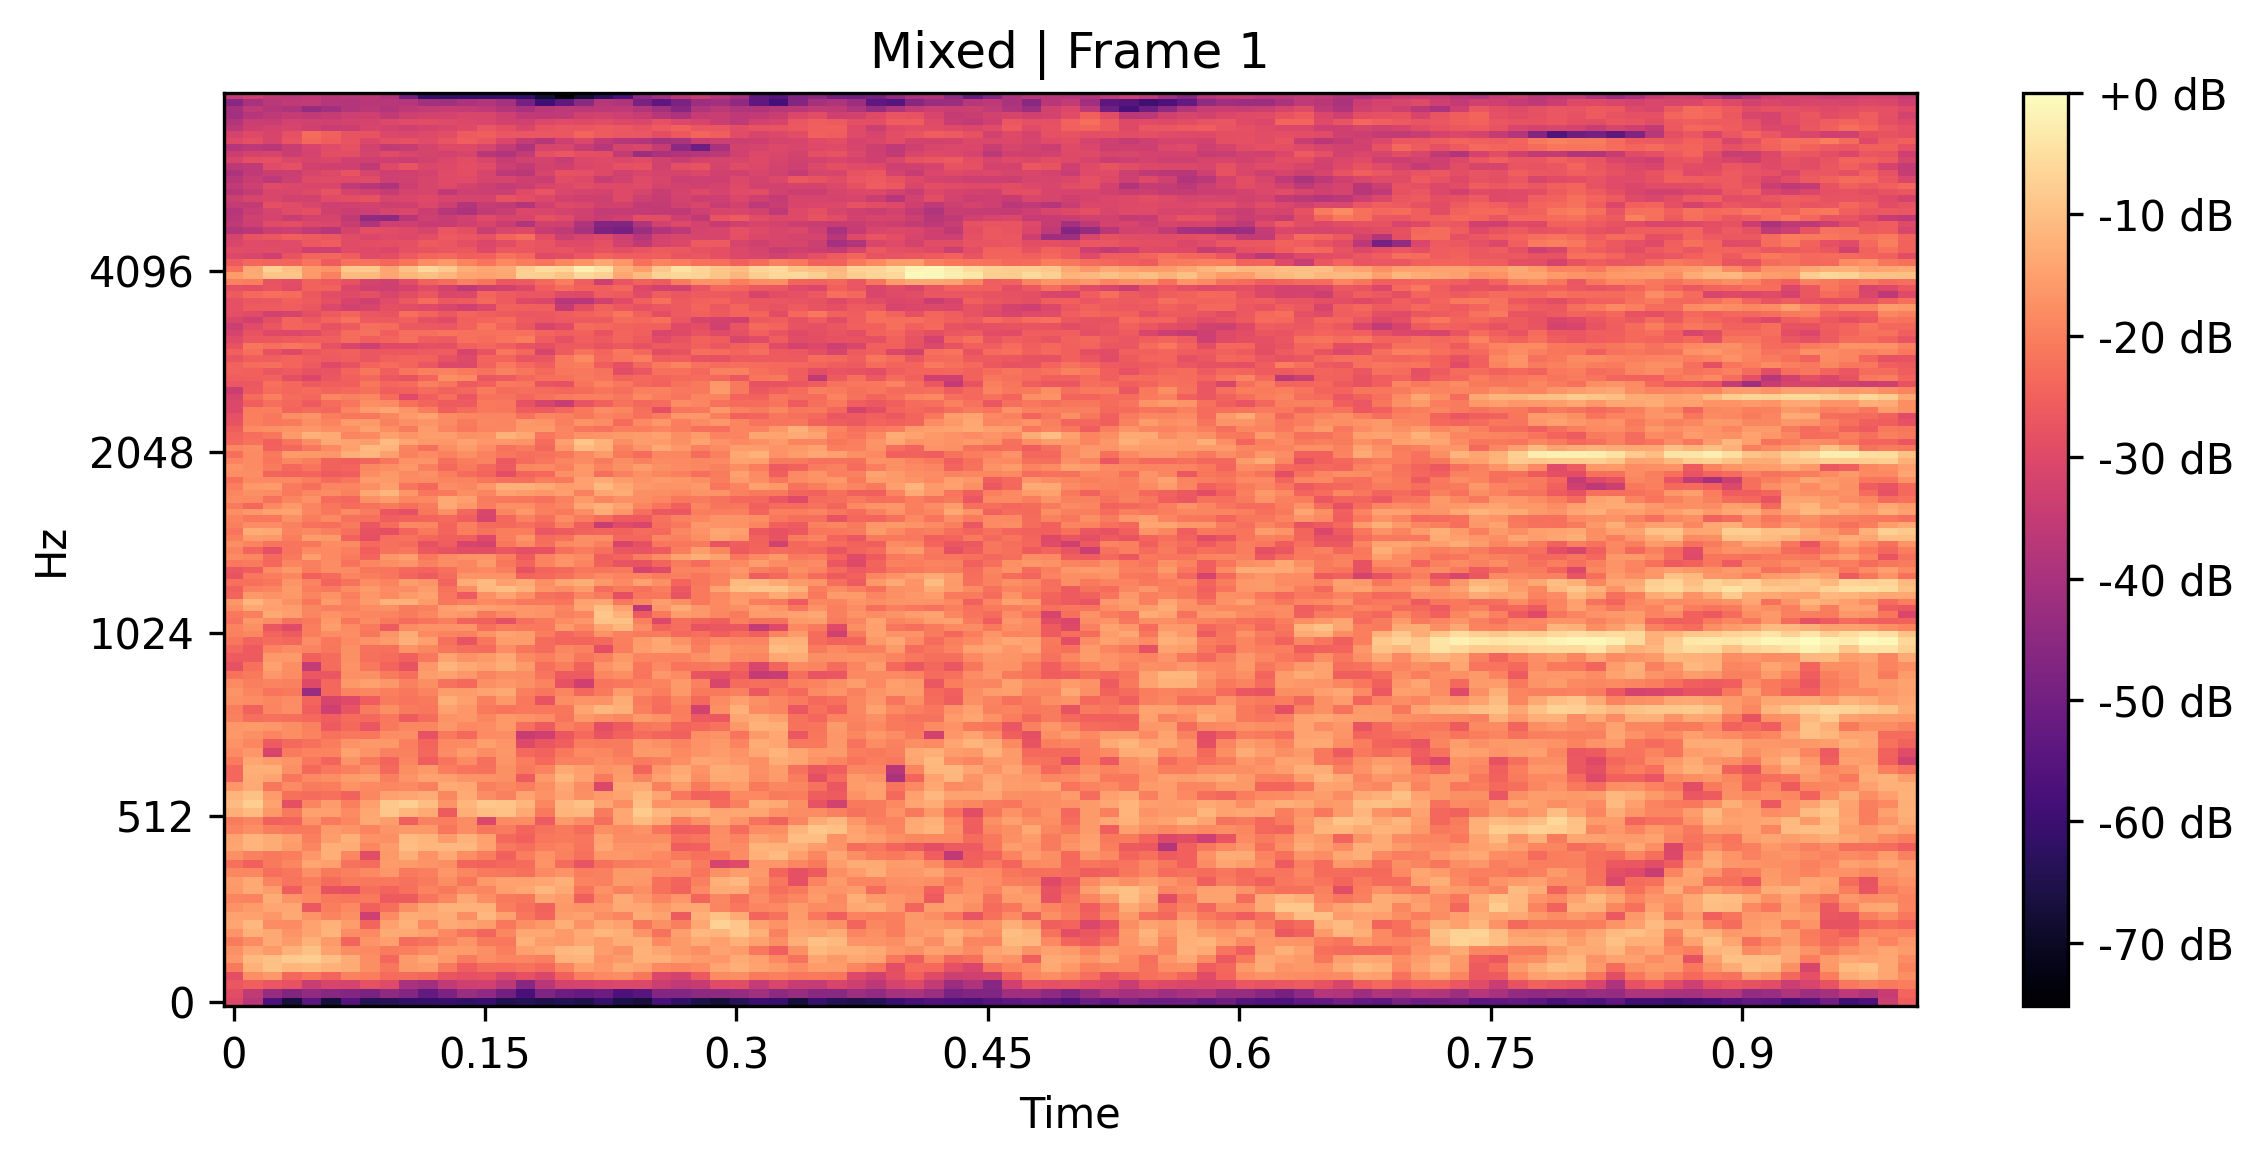 Mixed | Frame 1
Hz
4096
2048
1024
512
0
0 0.15 0.3 0.45 0.6 0.75 0.9
Time
+0 dB
-10 dB
-20 dB
-30 dB
-40 dB
-50 dB
-60 dB
-70 dB